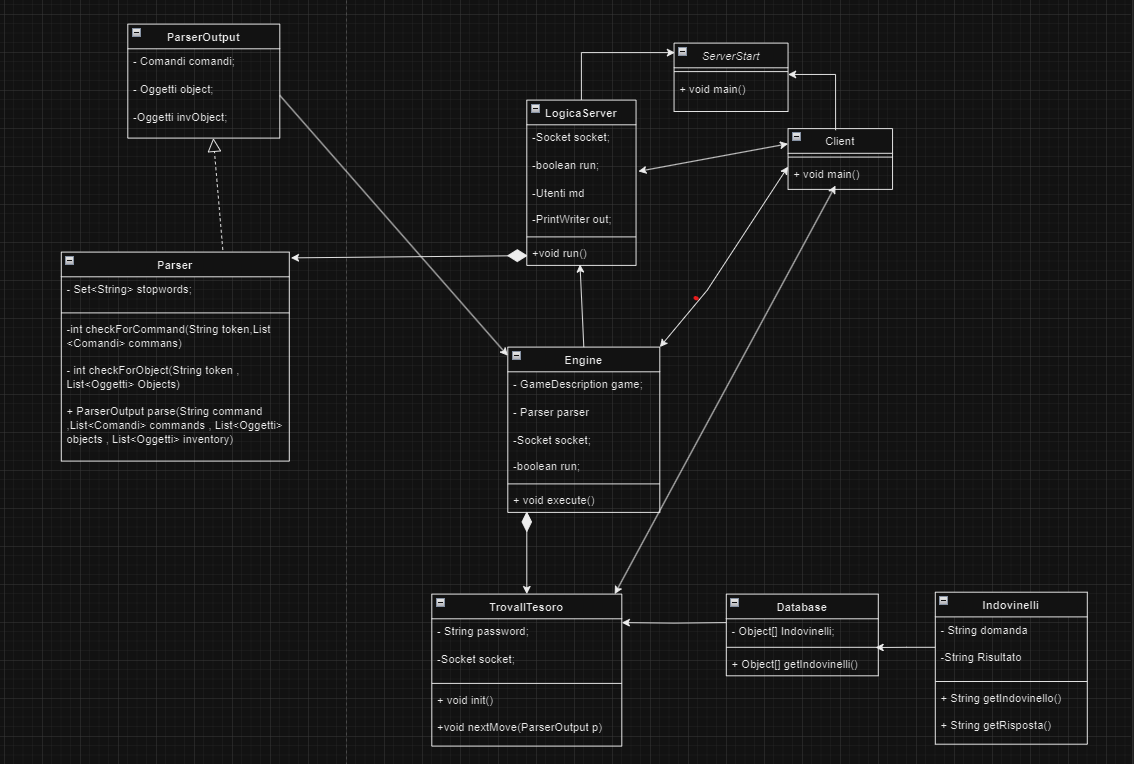 ParserOutput
- Comandi comandi;
- Oggetti object;
-Oggetti invObject;
ServerStart
+ void main()
LogicaServer
-Socket socket;
-boolean run;
-Utenti md
-PrintWriter out;
+void run()
Client
+ void main()
Parser
- Set<String> stopwords;
-int checkForCommand(String token,List
<Comandi> commans)
- int checkForObject(String token ,
List<Oggetti> Objects)
+ ParserOutput parse(String command
,List<Comandi> commands , List<Oggetti>
objects , List<Oggetti> inventory)
Engine
- GameDescription game;
- Parser parser
-Socket socket;
-boolean run;
+ void execute()
TrovaIlTesoro
- String password;
-Socket socket;
+ void init()
+void nextMove(ParserOutput p)
Database
- Object[] Indovinelli;
+ Object[] getIndovinelli()
Indovinelli
- String domanda
-String Risultato
+ String getIndovinello()
+ String getRisposta()